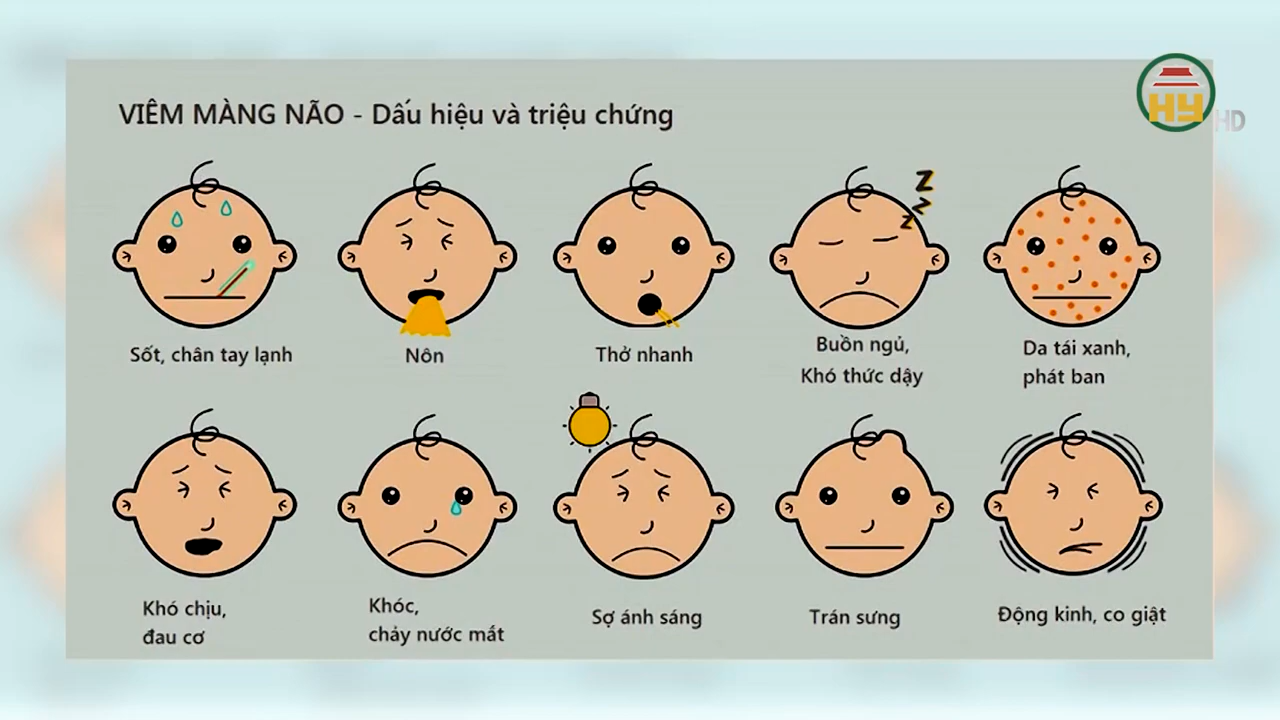 VIÊM MÀNG NÃO - Dấu hiệu và triệu chứng
HY
HD
z
z
z
Sốt, chân tay lạnh
Nôn
Thở nhanh
Buồn ngủ,
Khó thức dậy
Da tái xanh,
phát ban
Khó chịu,
đau cơ
Khóc,
chảy nước mắt
Sợ ánh sáng
Trán sưng
Động kinh, co giật